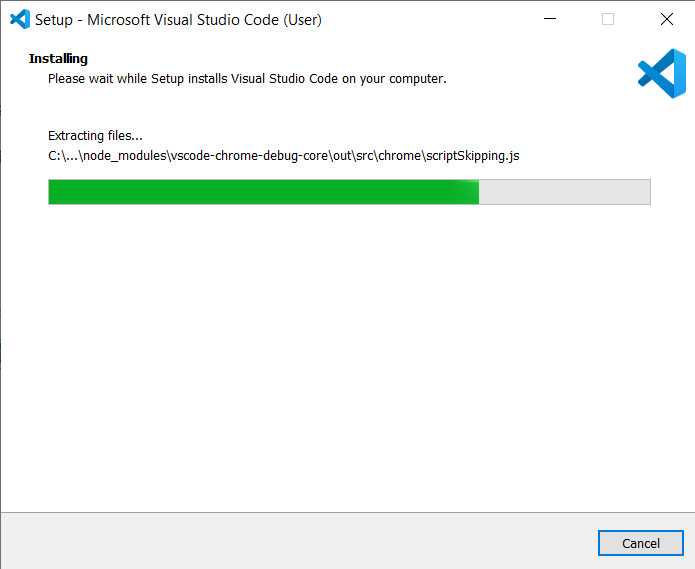 Setup - Microsoft Visual Studio Code (User)
Installing
Please wait while Setup installs Visual Studio Code on your computer.
Extracting files...
C:\...\node_modules\vscode-chrome-debug-core\out\src\chrome\scriptSkipping.js
Cancel